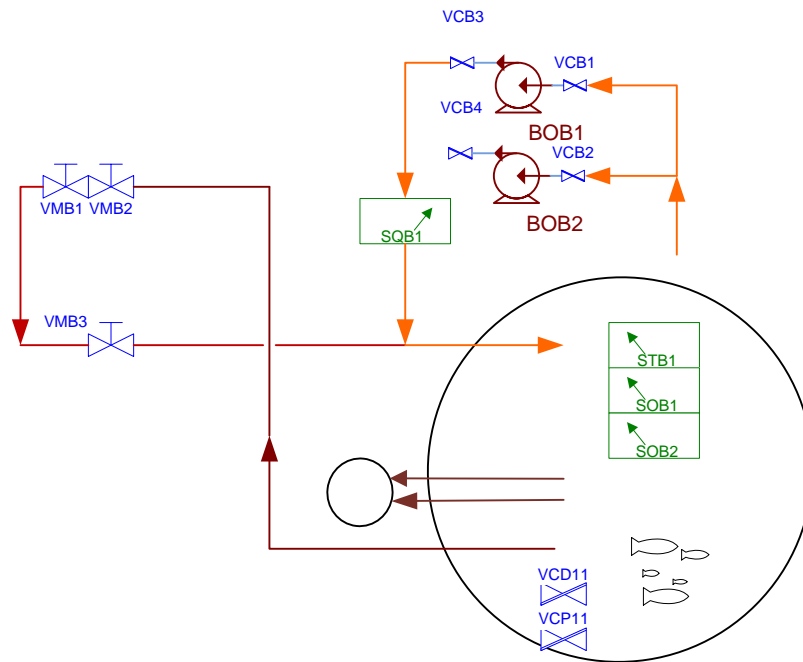 VCB3
VCB1
VCB4
BOB1
VCB2
VMB1 VMB2
BOB2
SQB1
VMB3
STB1
SOB1
SOB2
VCD11
VCP11